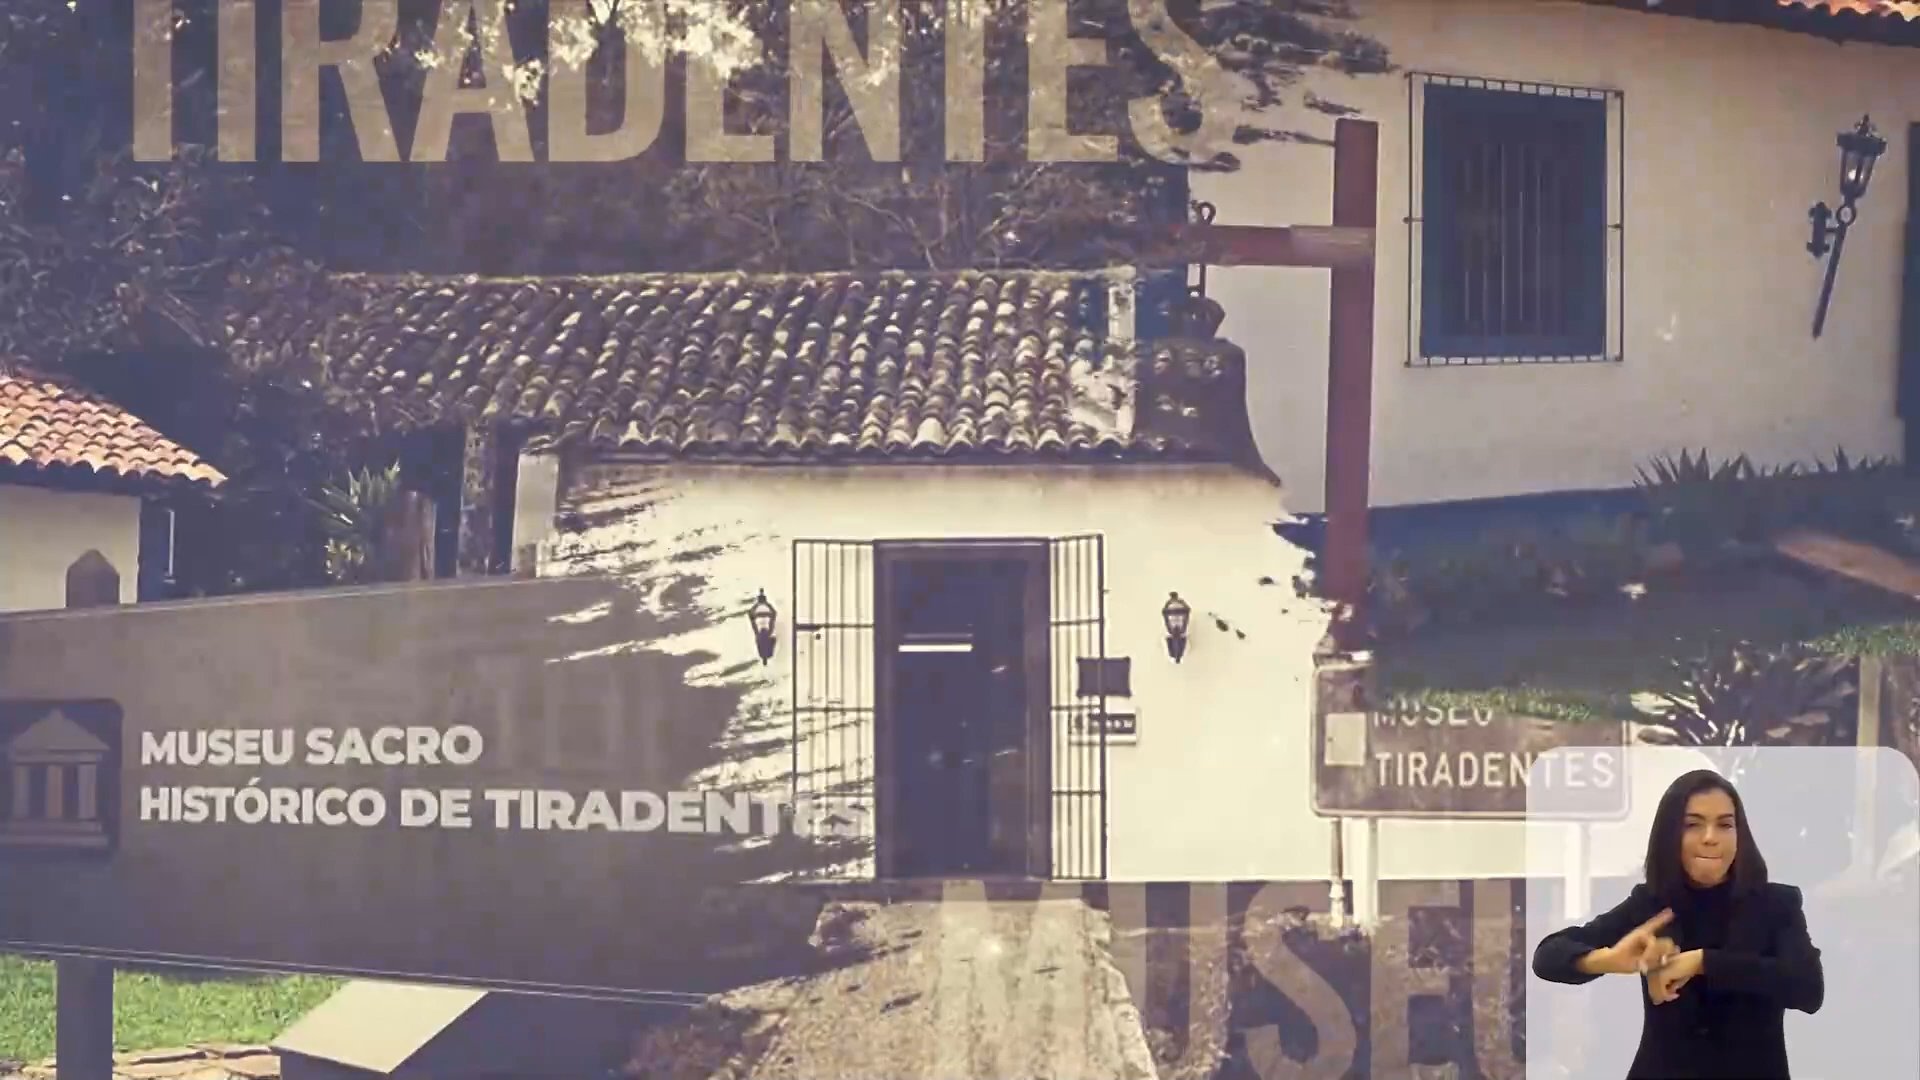 TIRADENTES
MUSEU SACRO
HISTÓRICO DE TIRADENTES
MUSEU
TIRADENTES
MUSEU